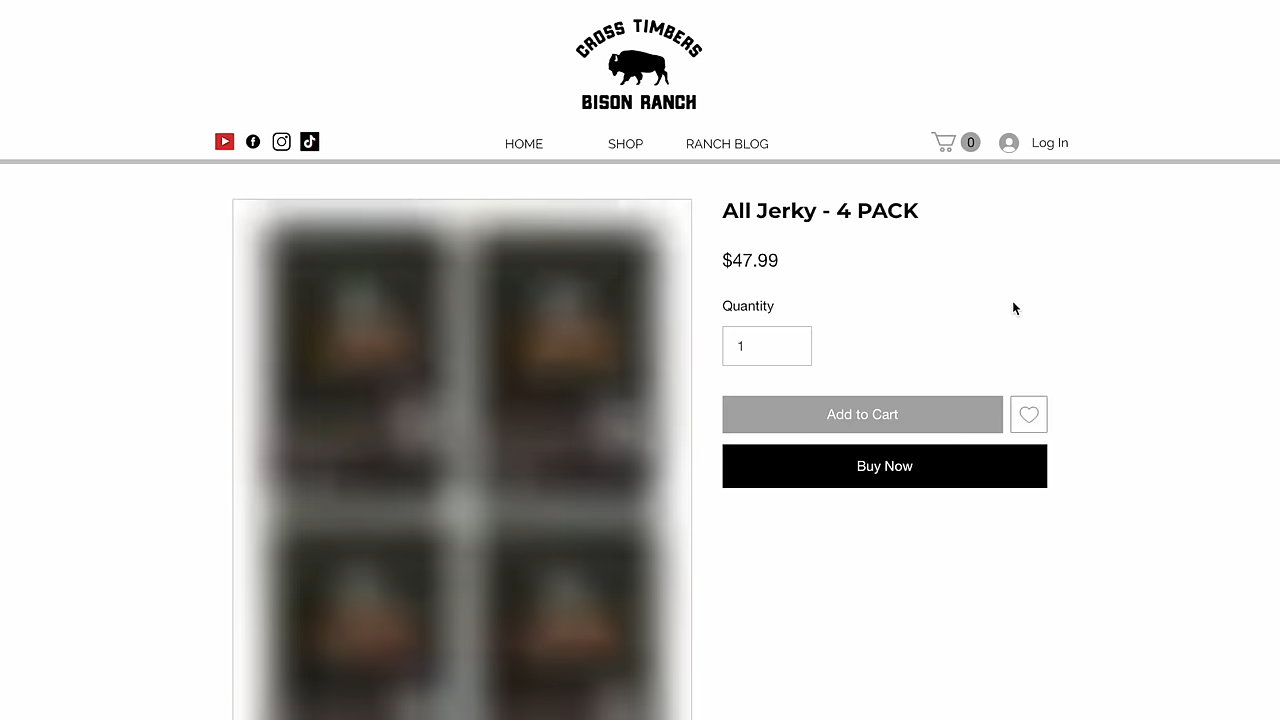 CROSS TIMBERS
BISON RANCH
HOME
SHOP
RANCH BLOG
0
Log In
All Jerky - 4 PACK
$47.99
Quantity
1
Add to Cart
Buy Now